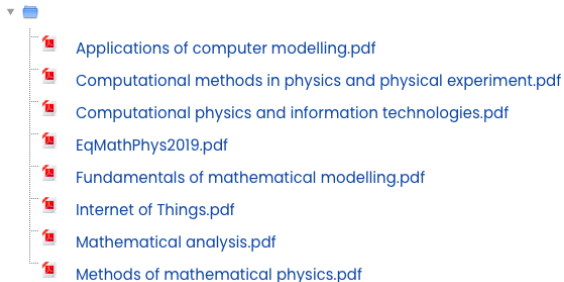 Applications of computer modelling.pdf
Computational methods in physics and physical experiment.pdf
Computational physics and information technologies.pdf
EqMathPhys2019.pdf
Fundamentals of mathematical modelling.pdf
Internet of Things.pdf
Mathematical analysis.pdf
Methods of mathematical physics.pdf